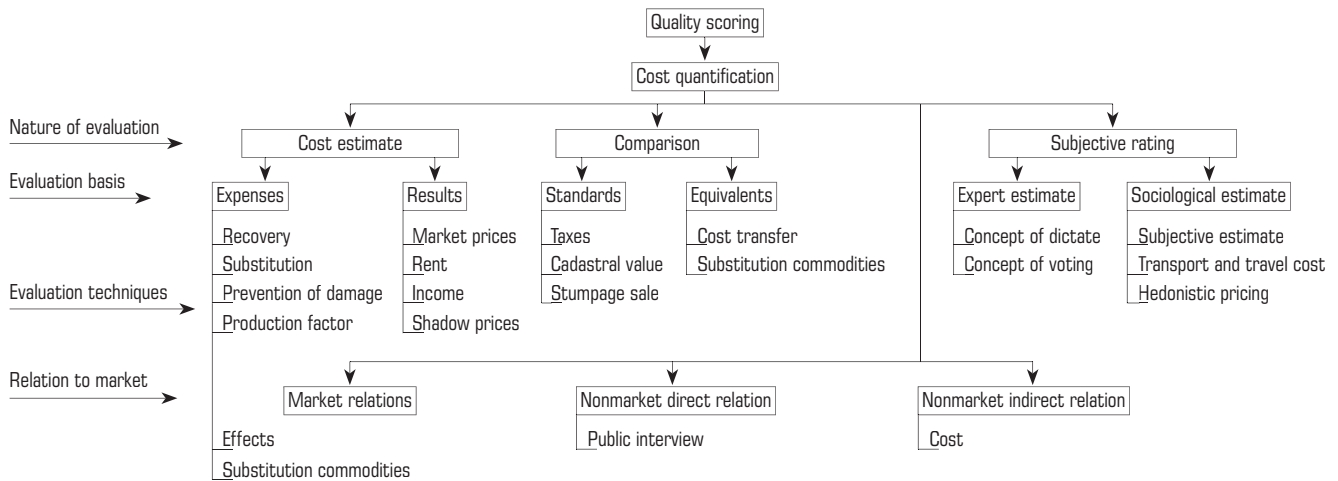 Quality scoring
Cost quantification
Nature of evaluation
Cost estimate
Comparison
Subjective rating
Evaluation basis
Expenses
Results
Standards
Equivalents
Expert estimate
Sociological estimate
Recovery
Market prices
Taxes
Cost transfer
Concept of dictate
Subjective estimate
Substitution
Rent
Cadastral value
Substitution commodities
Concept of voting
Transport and travel cost
Evaluation techniques
Prevention of damage
Income
Stumpage sale
Hedonistic pricing
Production factor
Shadow prices
Relation to market
Market relations
Nonmarket direct relation
Nonmarket indirect relation
Effects
Public interview
Cost
Substitution commodities